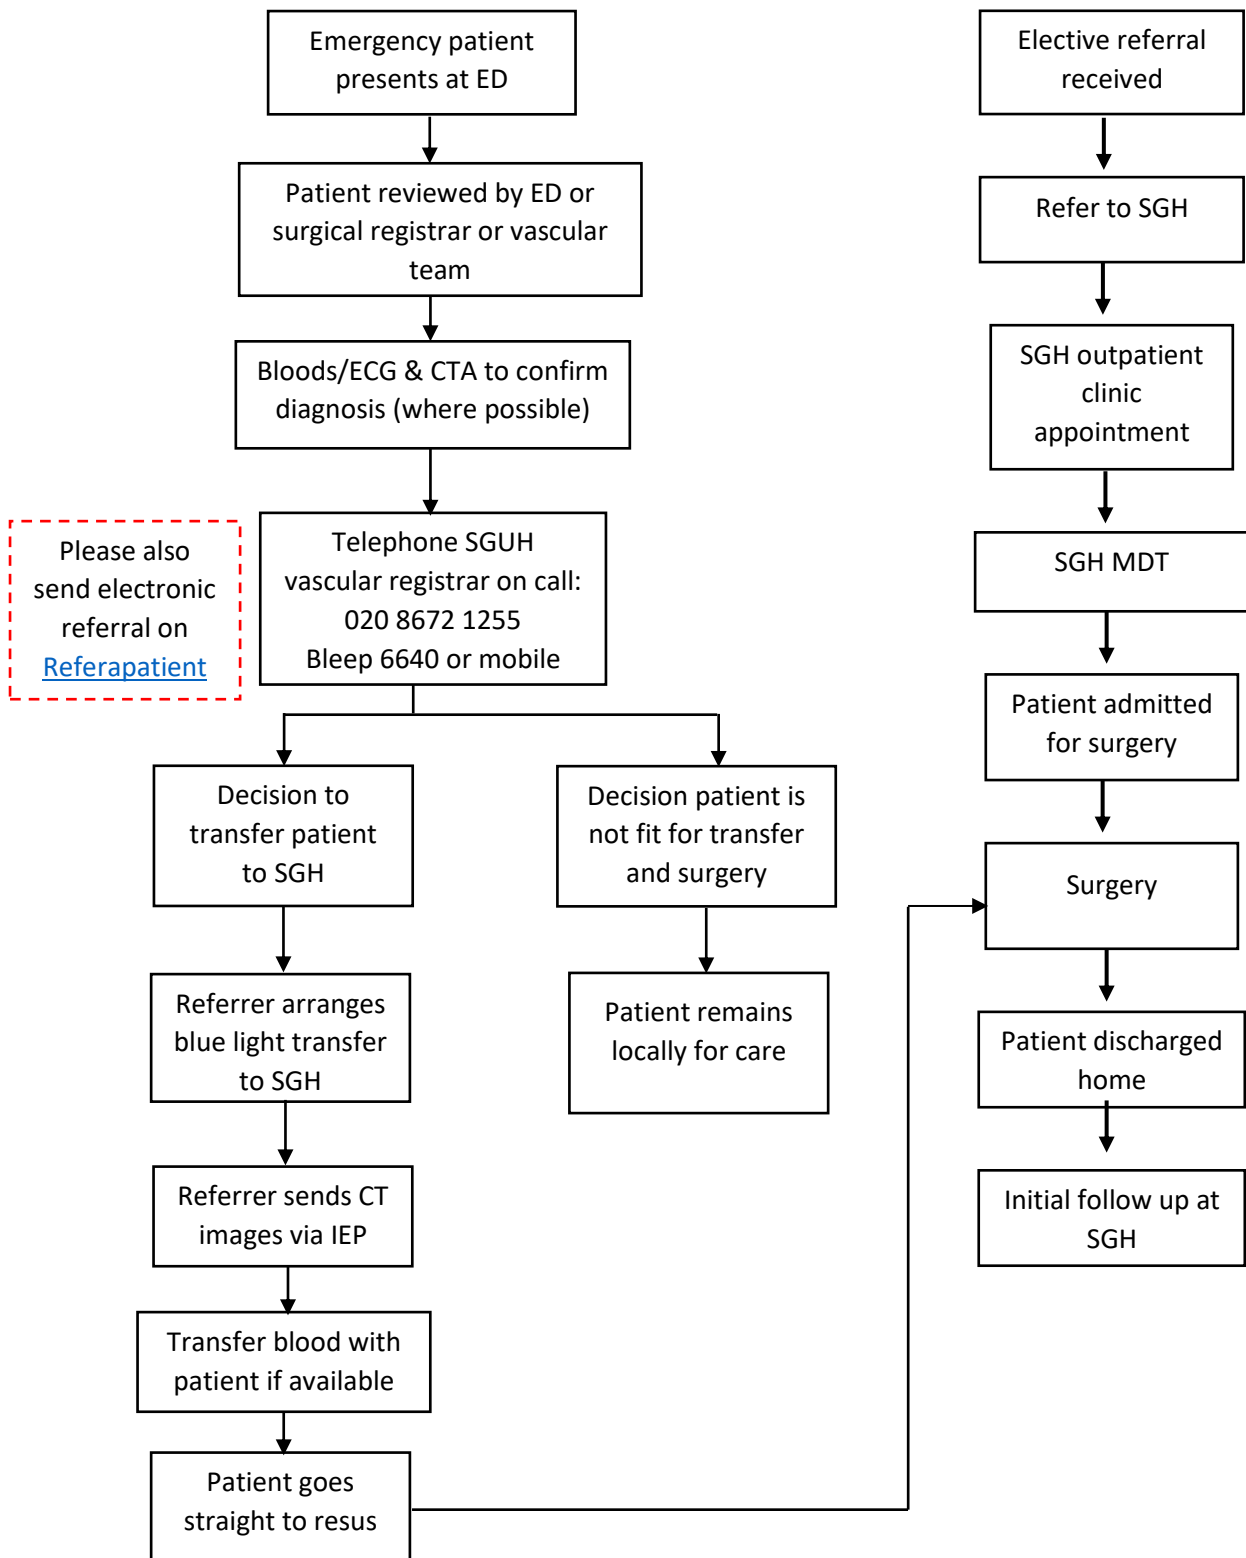 Emergency patient
presents at ED
Patient reviewed by ED or
surgical registrar or vascular
team
Bloods/ECG & CTA to confirm
diagnosis (where possible)
Please also
send electronic
referral on
Referapatient
Telephone SGUH
vascular registrar on call:
020 8672 1255
Bleep 6640 or mobile
Decision to
transfer patient
to SGH
Decision patient is
not fit for transfer
and surgery
Referrer arranges
blue light transfer
to SGH
Patient remains
locally for care
Referrer sends CT
images via IEP
Transfer blood with
patient if available
Patient goes
straight to resus
Elective referral
received
Refer to SGH
SGH outpatient
clinic
appointment
SGH MDT
Patient admitted
for surgery
Surgery
Patient discharged
home
Initial follow up at
SGH